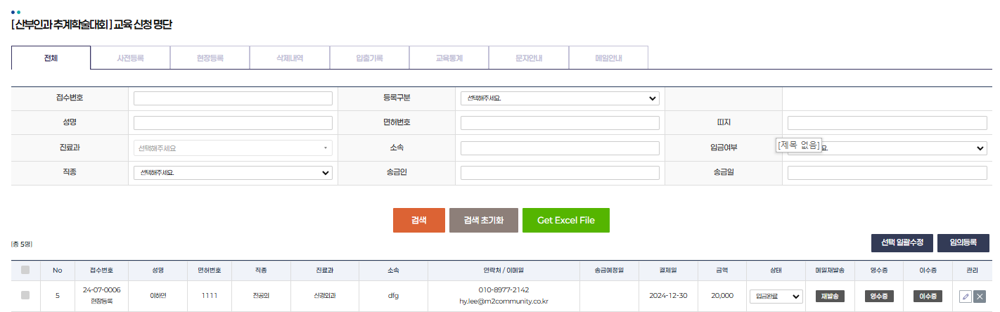 [ 산부인과 추계학술대회 ] 교육 신청 명단
전체 사전등록 현장등록 삭제내역 입출기록 교육통계 문자안내 메일안내
접수번호 등록구분 선택해주세요.
성명 면허번호 띠지
진료과 선택해주세요 소속 입금여부 [제목 없음] 요.
직종 선택해주세요. 송금인 송금일
검색 검색 초기화 Get Excel File
[총 5명] 선택 일괄수정 임의등록
No 접수번호 성명 면허번호 직종 진료과 소속 연락처 / 이메일 송금예정일 결제일 금액 상태 메일재발송 영수증 이수증 관리
5 24-07-0006 이하연 1111 전공의 신경외과 dfg 010-8977-2142 2024-12-30 20,000 입금완료 재발송 영수증 이수증
현장등록 hy.lee@m2community.co.kr